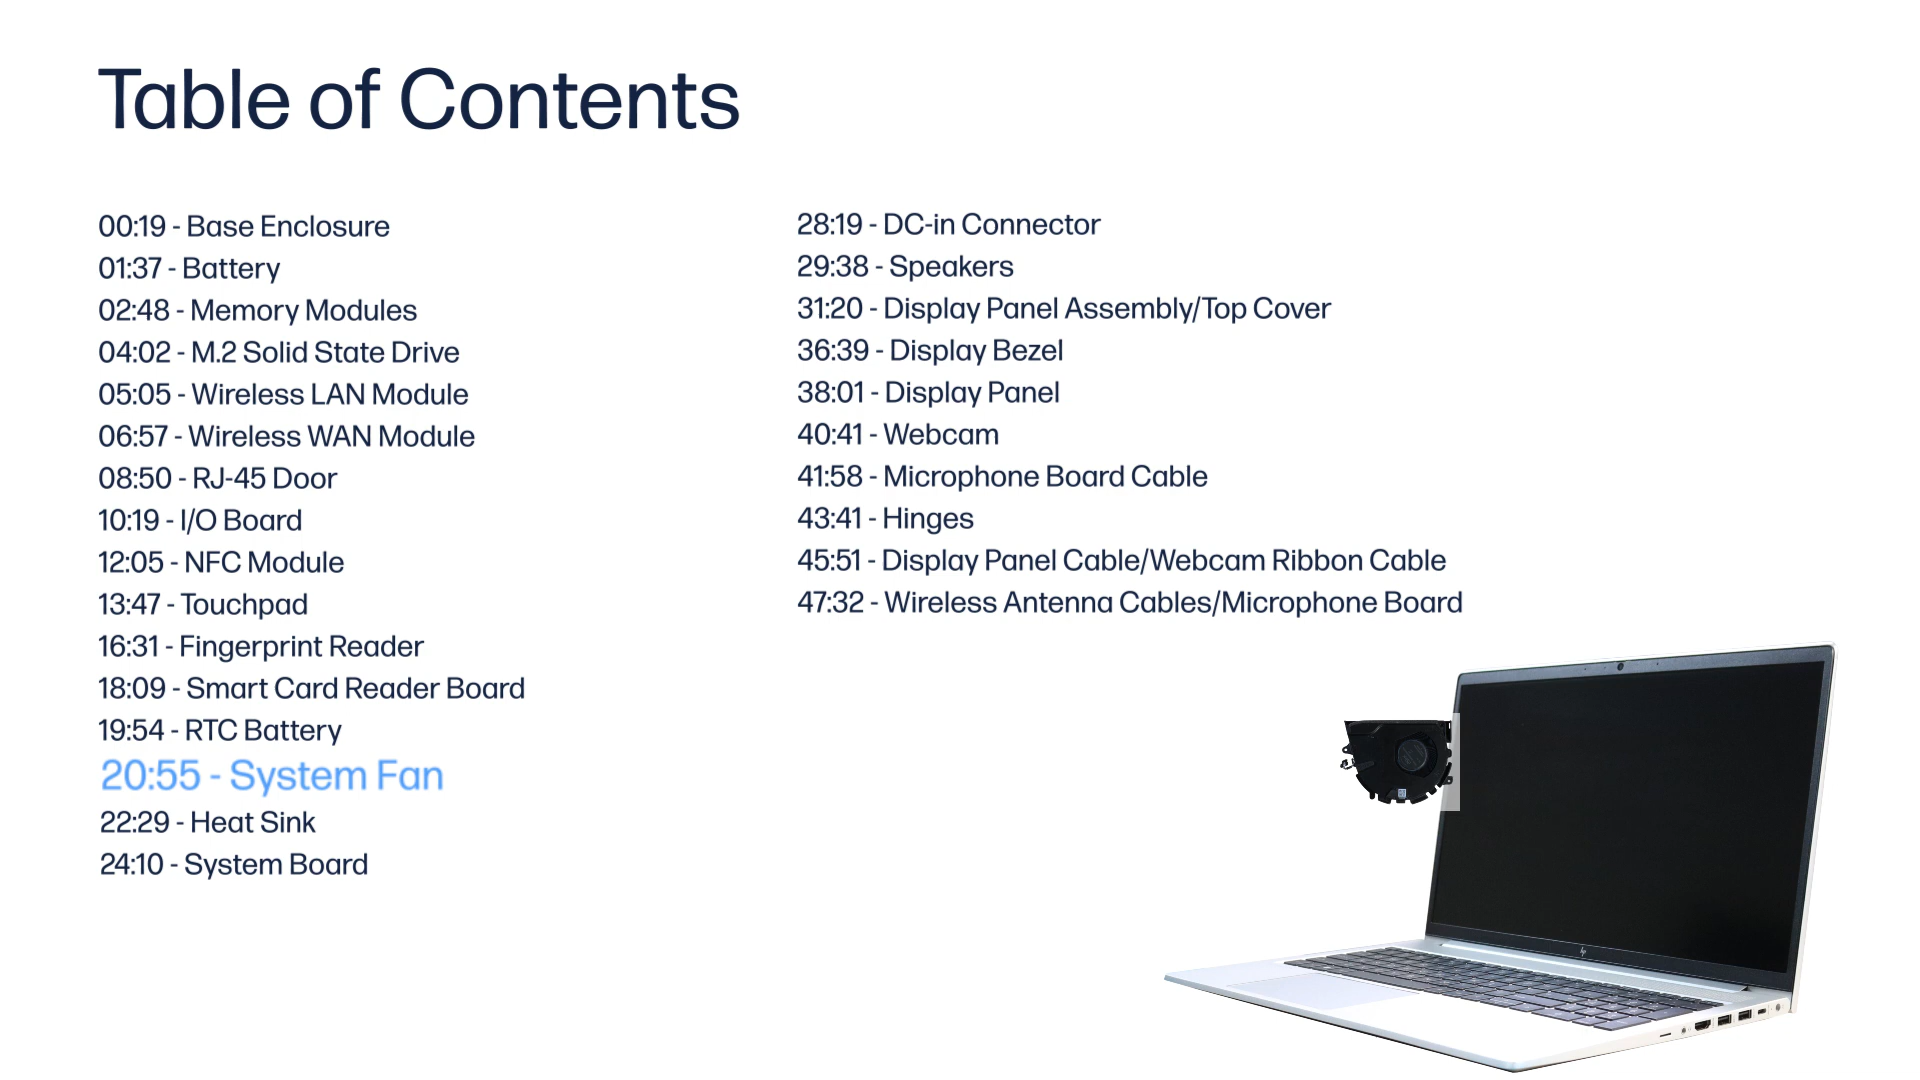 Table of Contents
00:19 - Base Enclosure
01:37 - Battery
02:48 - Memory Modules
04:02 - M.2 Solid State Drive
05:05 - Wireless LAN Module
06:57 - Wireless WAN Module
08:50 - RJ-45 Door
10:19 - I/O Board
12:05 - NFC Module
13:47 - Touchpad
16:31 - Fingerprint Reader
18:09 - Smart Card Reader Board
19:54 - RTC Battery
20:55 - System Fan
22:29 - Heat Sink
24:10 - System Board
28:19 - DC-in Connector
29:38 - Speakers
31:20 - Display Panel Assembly/Top Cover
36:39 - Display Bezel
38:01 - Display Panel
40:41 - Webcam
41:58 - Microphone Board Cable
43:41 - Hinges
45:51 - Display Panel Cable/Webcam Ribbon Cable
47:32 - Wireless Antenna Cables/Microphone Board
hp